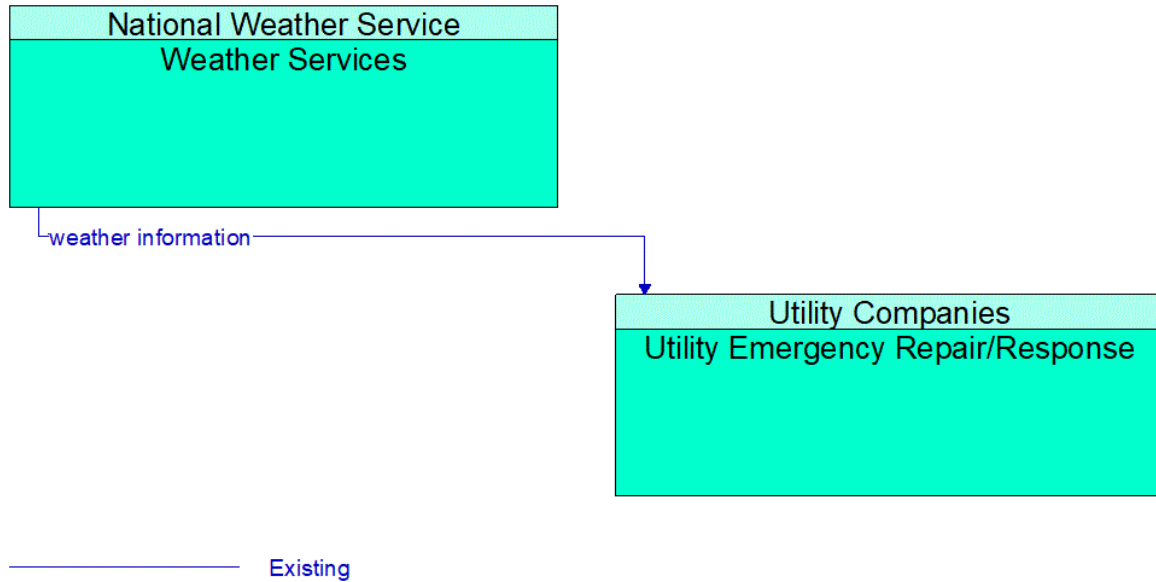 National Weather Service
Weather Services
weather information
Utility Companies
Utility Emergency Repair/Response
Existing